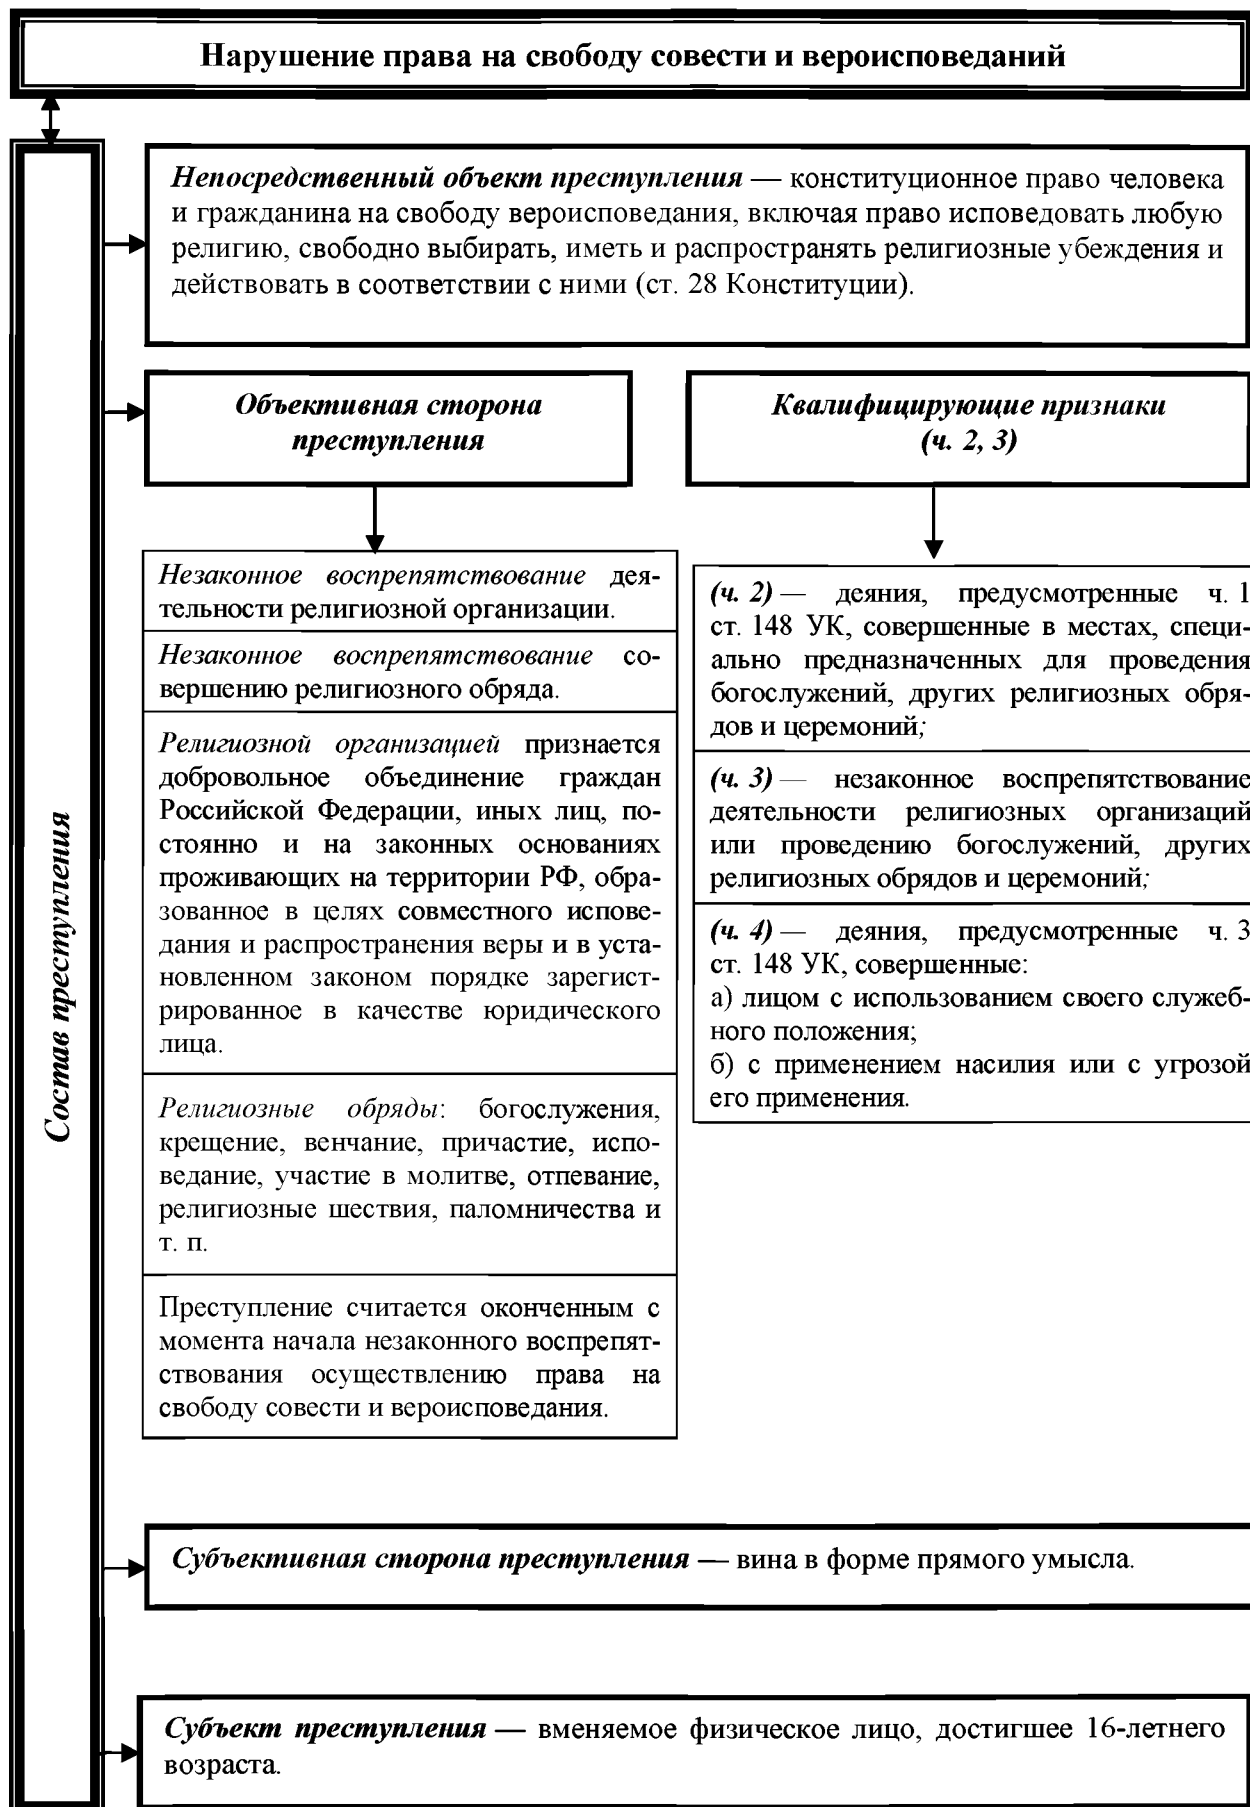 Нарушение права на свободу совести и вероисповеданий
Состав преступления
Непосредственный объект преступления — конституционное право человека
и гражданина на свободу вероисповедания, включая право исповедовать любую
религию, свободно выбирать, иметь и распространять религиозные убеждения и
действовать в соответствии с ними (ст. 28 Конституции).
Объективная сторона
преступления
Незаконное воспрепятствование дея-
тельности религиозной организации.
Незаконное воспрепятствование со-
вершению религиозного обряда.
Религиозной организацией признается
добровольное объединение граждан
Российской Федерации, иных лиц, по-
стоянно и на законных основаниях
проживающих на территории РФ, обра-
зованное в целях совместного испове-
дания и распространения веры и в уста-
новленном законом порядке зарегист-
рированное в качестве юридического
лица.
Религиозные обряды: богослужения,
крещение, венчание, причастие, испо-
ведание, участие в молитве, отпевание,
религиозные шествия, паломничества и
т. п.
Преступление считается оконченным с
момента начала незаконного воспрепят-
ствования осуществлению права на
свободу совести и вероисповедания.
Квалифицирующие признаки
(ч. 2, 3)
(ч. 2) — деяния, предусмотренные ч. 1
ст. 148 УК, совершенные в местах, специ-
ально предназначенных для проведения
богослужений, других религиозных обря-
дов и церемоний;
(ч. 3) — незаконное воспрепятствование
деятельности религиозных организаций
или проведению богослужений, других
религиозных обрядов и церемоний;
(ч. 4) — деяния, предусмотренные ч. 3
ст. 148 УК, совершенные:
а) лицом с использованием своего служеб-
ного положения;
б) с применением насилия или с угрозой
его применения.
Субъективная сторона преступления — вина в форме прямого умысла.
Субъект преступления — вменяемое физическое лицо, достигшее 16-летнего
возраста.